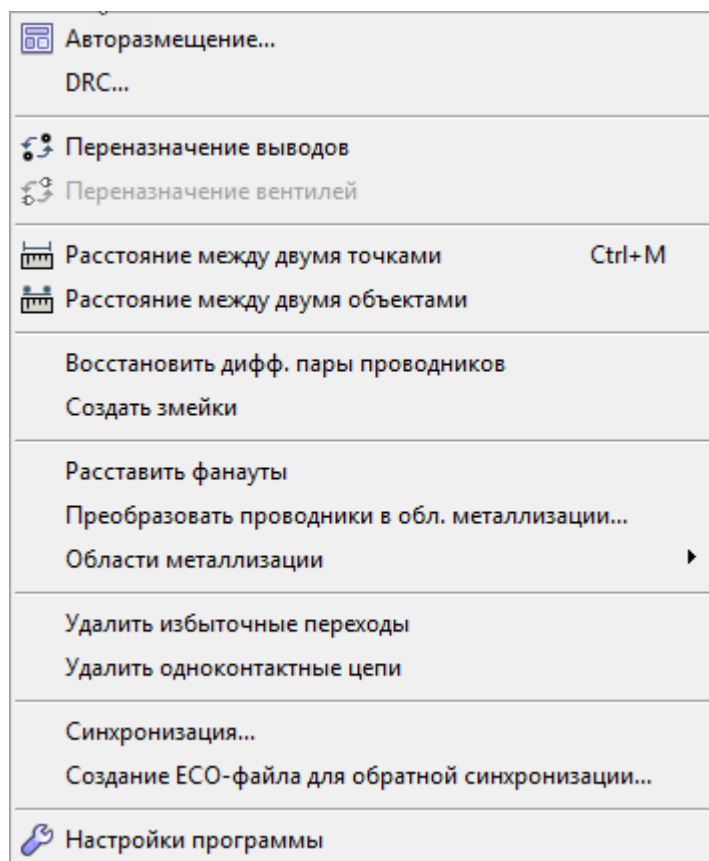 Авторазмещение...
DRC...
Переназначение выводов
Переназначение вентилей
Расстояние между двумя точками Ctrl+M
Расстояние между двумя объектами
Восстановить дифф. пары проводников
Создать змейки
Расставить фанауты
Преобразовать проводники в обл. металлизации...
Области металлизации
Удалить избыточные переходы
Удалить одноконтактные цепи
Синхронизация...
Создание ECO-файла для обратной синхронизации...
Настройки программы